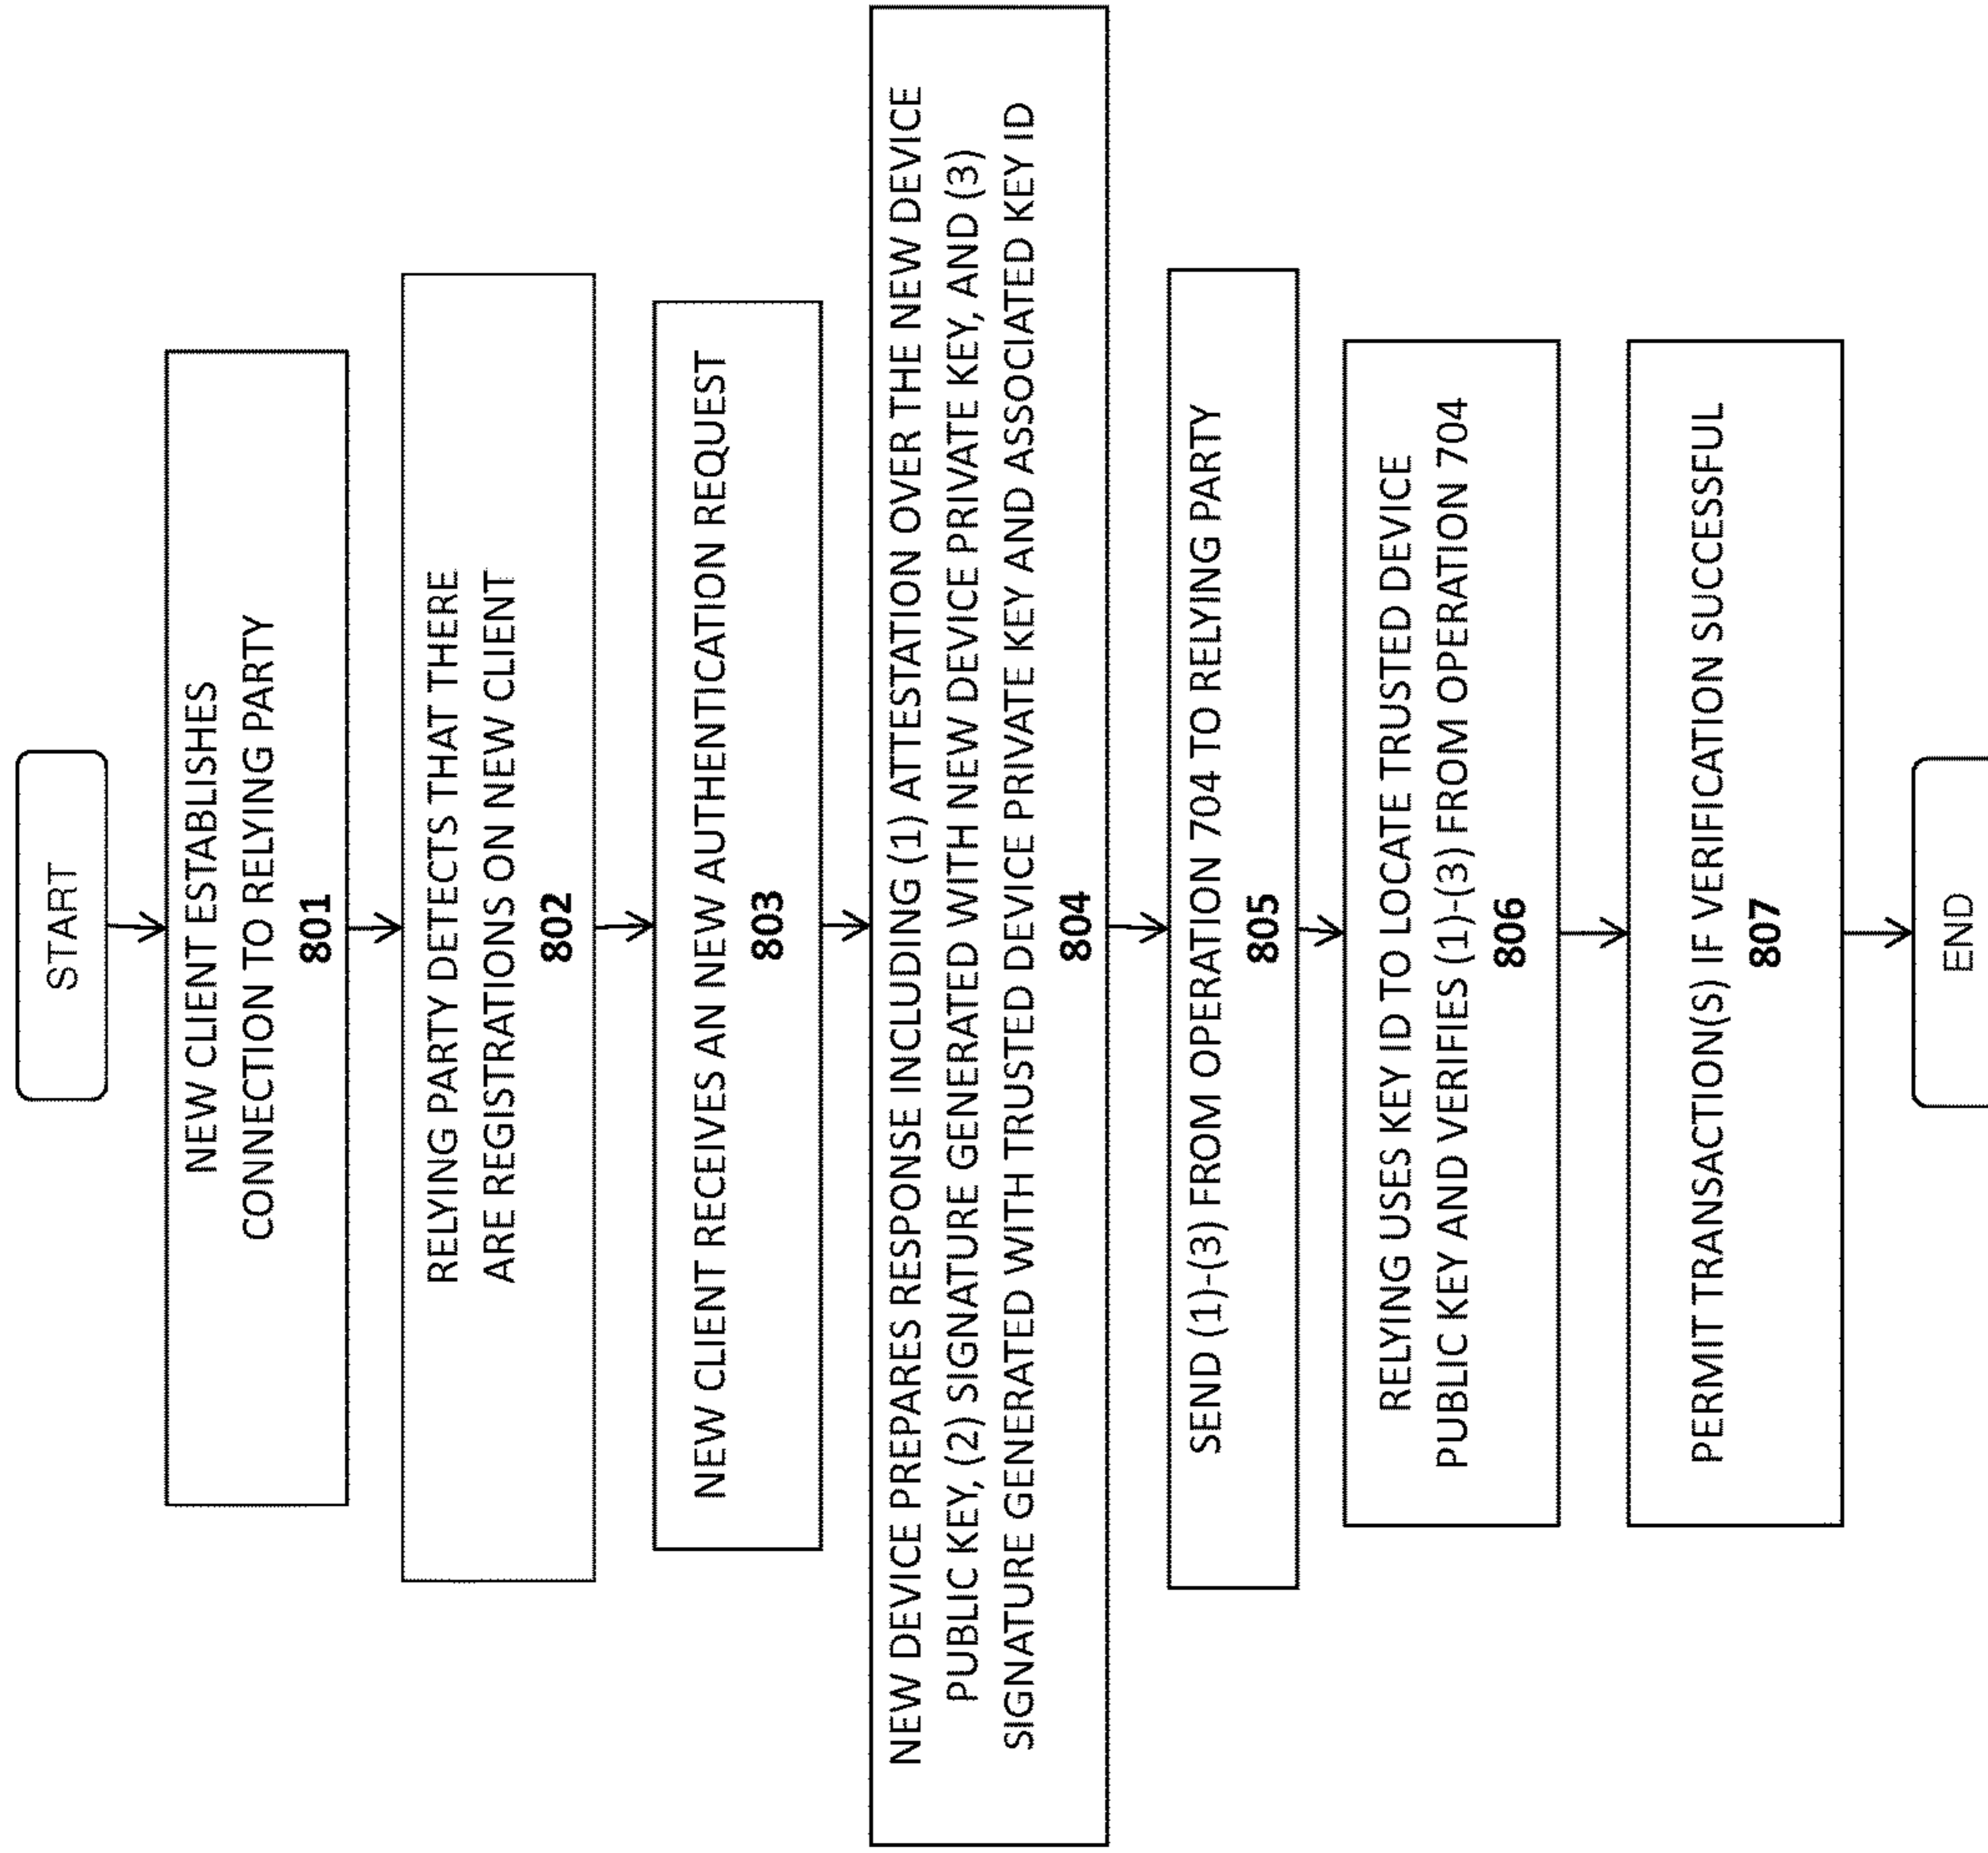 START
NEW CLIENT ESTABLISHES
CONNECTION TO RELYING PARTY
801
RELYING PARTY DETECTS THAT THERE
ARE REGISTRATIONS ON NEW CLIENT
802
NEW CLIENT RECEIVES AN NEW AUTHENTICATION REQUEST
803
NEW DEVICE PREPARES RESPONSE INCLUDING (1) ATTESTATION OVER THE NEW DEVICE
PUBLIC KEY, (2) SIGNATURE GENERATED WITH NEW DEVICE PRIVATE KEY, AND (3)
SIGNATURE GENERATED WITH TRUSTED DEVICE PRIVATE KEY AND ASSOCIATED KEY ID
804
SEND (1)-(3) FROM OPERATION 704 TO RELYING PARTY
805
RELYING USES KEY ID TO LOCATE TRUSTED DEVICE
PUBLIC KEY AND VERIFIES (1)-(3) FROM OPERATION 704
806
PERMIT TRANSACTION(S) IF VERIFICATION SUCCESSFUL
807
END